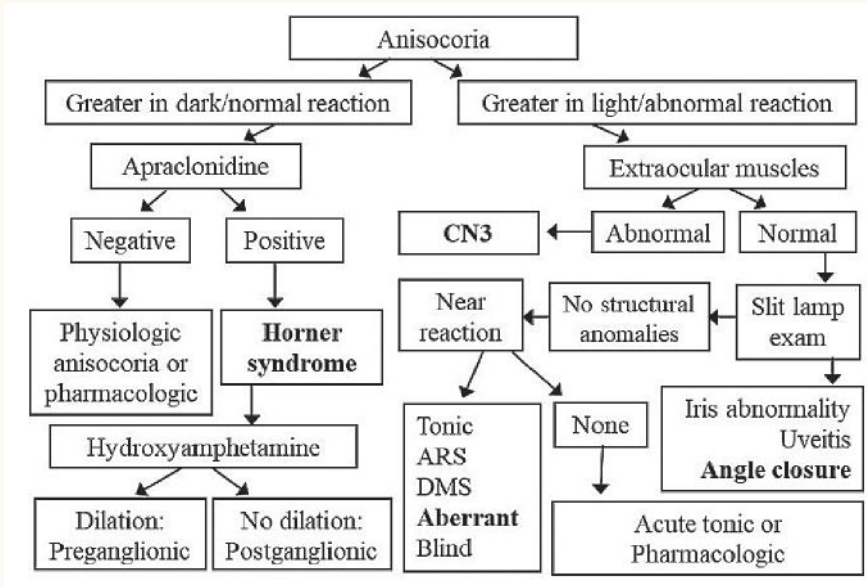 Anisocoria
Greater in dark/normal reaction
Greater in light/abnormal reaction
Apraclonidine
Extraocular muscles
Negative
Positive
CN3
Abnormal
Normal
Physiologic
anisocoria or
pharmacologic
Horner
syndrome
Near
reaction
No structural
anomalies
Slit lamp
exam
Hydroxyamphetamine
Tonic
ARS
DMS
Aberrant
Blind
None
Iris abnormality
Uveitis
Angle closure
Dilation:
Preganglionic
No dilation:
Postganglionic
Acute tonic or
Pharmacologic